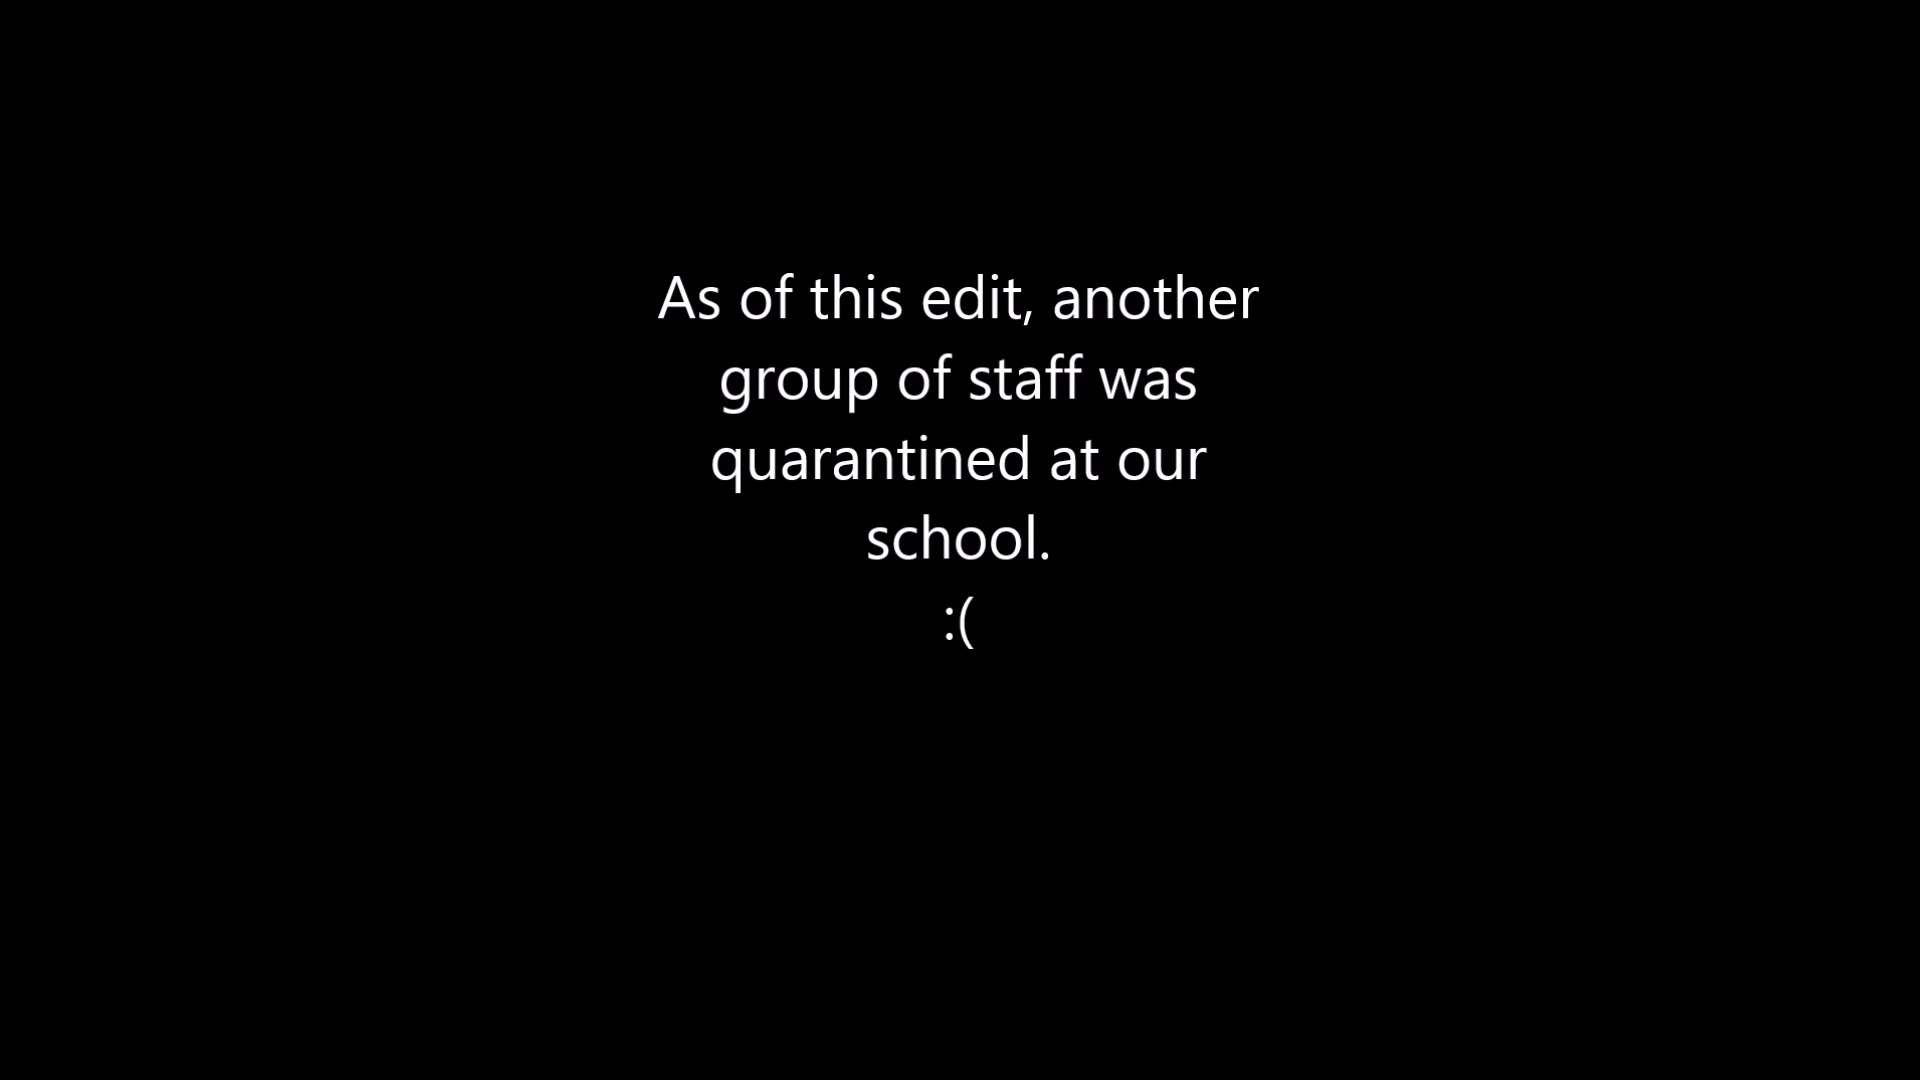 As of this edit, another
group of staff was
quarantined at our
school.
:(